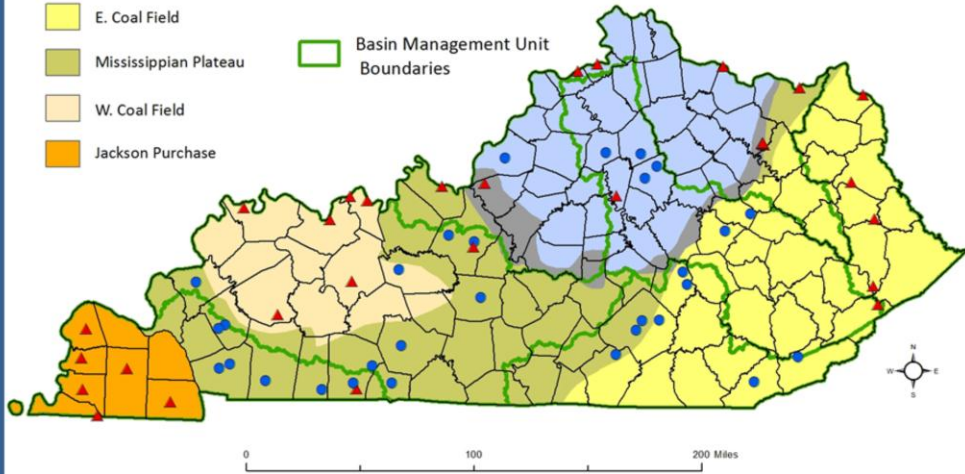 E. Coal Field
Mississippian Plateau
W. Coal Field
Jackson Purchase
Basin Management Unit
Boundaries
N
W
E
S
0
100
200 Miles